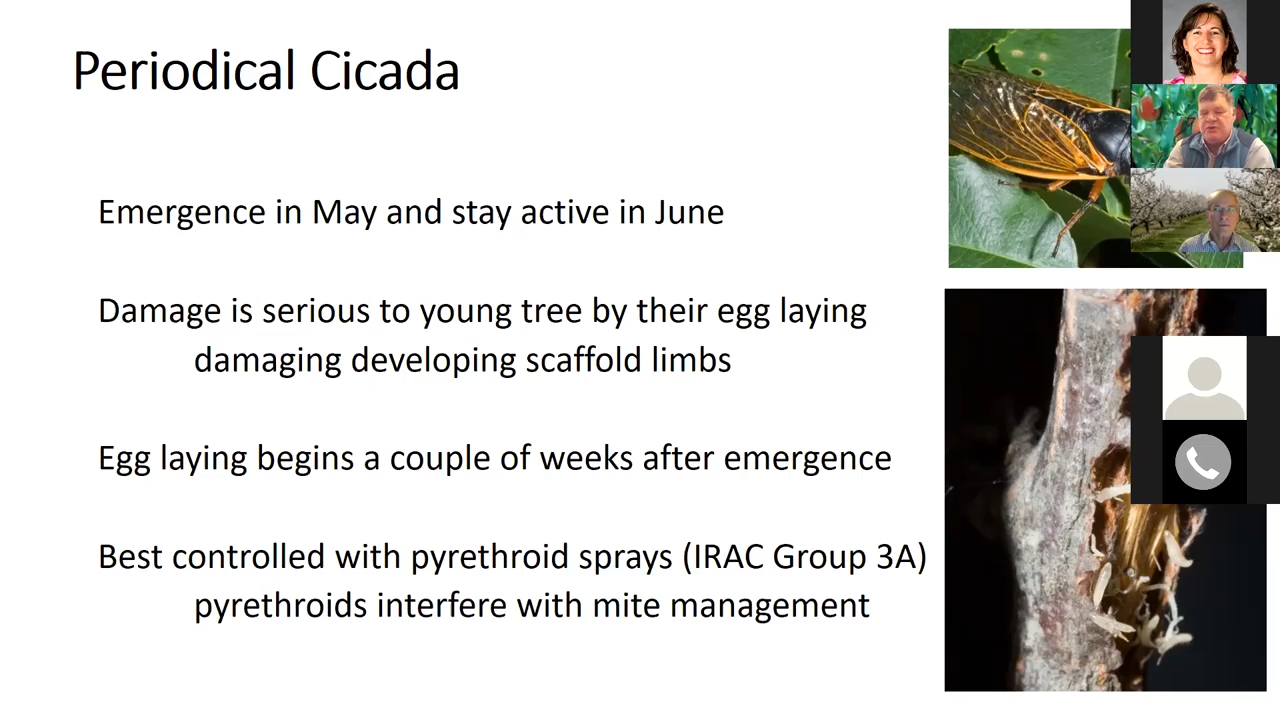 Periodical Cicada
Emergence in May and stay active in June
Damage is serious to young tree by their egg laying
damaging developing scaffold limbs
Egg laying begins a couple of weeks after emergence
Best controlled with pyrethroid sprays (IRAC Group 3A)
pyrethroids interfere with mite management